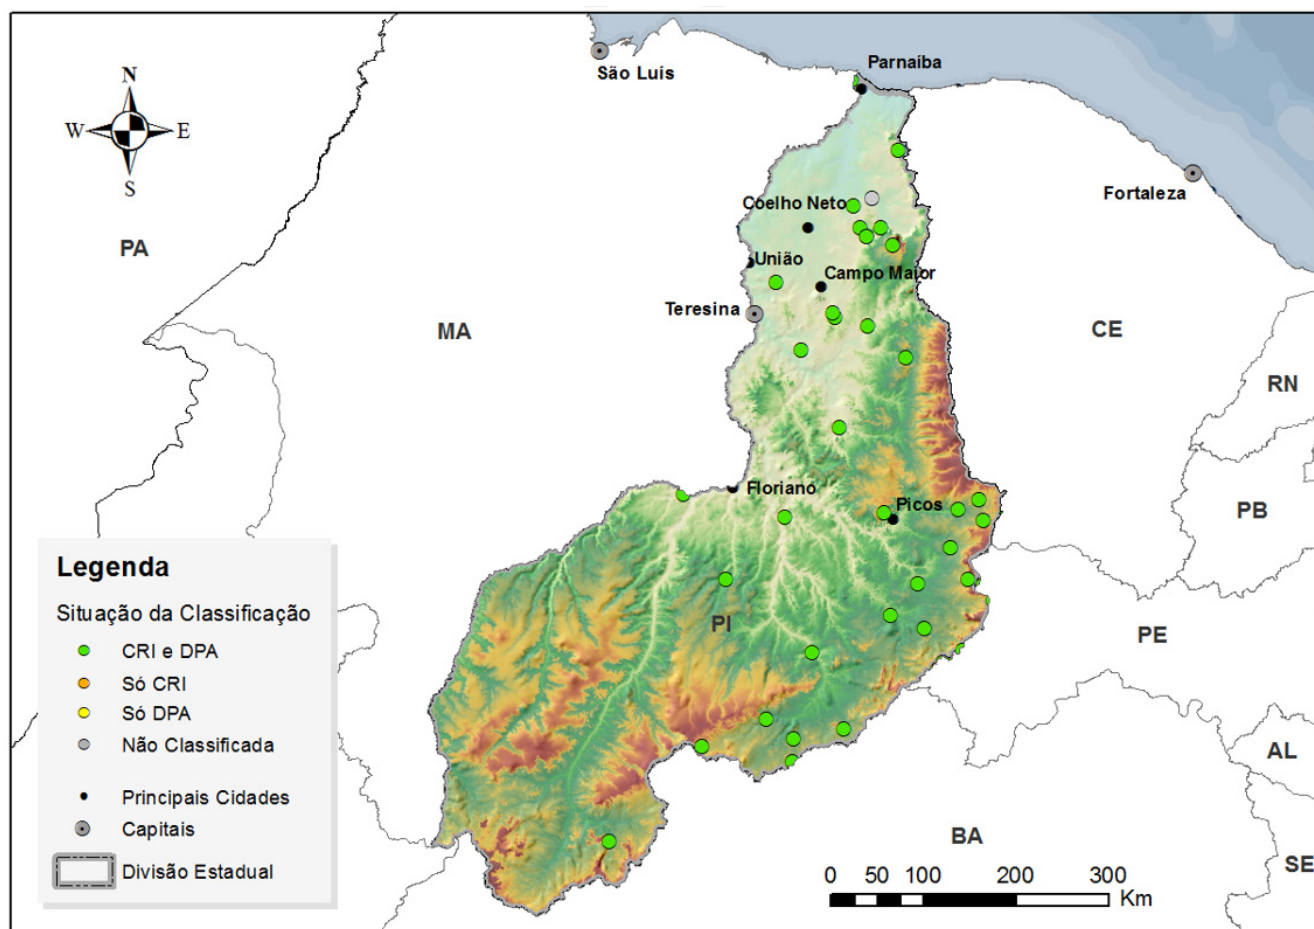 Parnaíba
São Luís
N
W
E
S
Fortaleza
Coelho Neto
PA
União
Campo Maior
Teresina
MA
CE
RN
Floriano
Picos
PB
Legenda
Situação da Classificação
CRI e DPA
Só CRI
Só DPA
Não Classificada
Principais Cidades
Capitais
Divisão Estadual
PI
PE
AL
BA
SE
0 50 100 200 300
Km